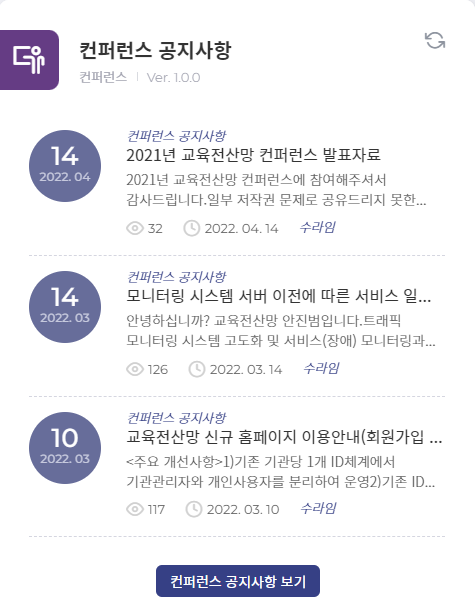 컨퍼런스 공지사항
컨퍼런스 | Ver. 1.0.0
14
2022. 04
컨퍼런스 공지사항
2021년 교육전산망 컨퍼런스 발표자료
2021년 교육전산망 컨퍼런스에 참여해주셔서
감사드립니다.일부 저작권 문제로 공유드리지 못한...
32 2022. 04. 14 수라임
14
2022. 03
컨퍼런스 공지사항
모니터링 시스템 서버 이전에 따른 서비스 일...
안녕하십니까? 교육전산망 안진범입니다.트래픽
모니터링 시스템 고도화 및 서비스(장애) 모니터링과...
126 2022. 03. 14 수라임
10
2022. 03
컨퍼런스 공지사항
교육전산망 신규 홈페이지 이용안내(회원가입 ...
<주요 개선사항>1)기존 기관당 1개 ID체계에서
기관관리자와 개인사용자를 분리하여 운영2)기존 ID...
117 2022. 03. 10 수라임
컨퍼런스 공지사항 보기